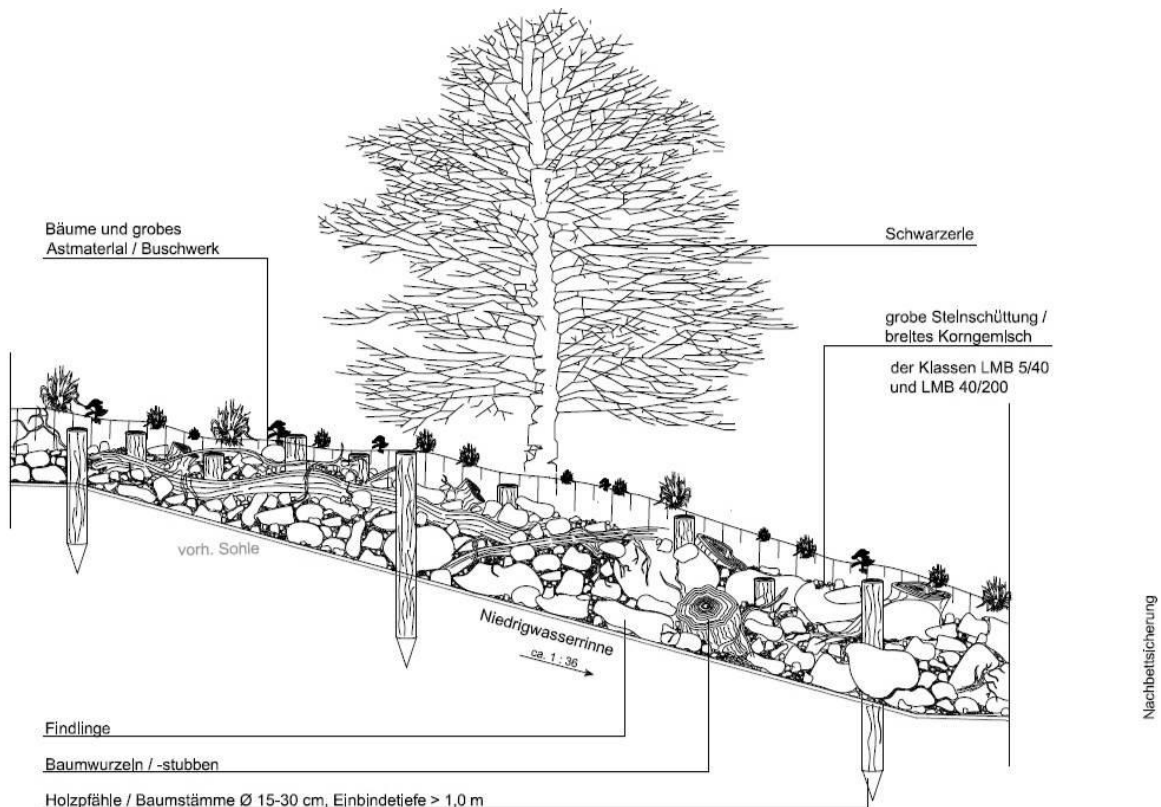 Bäume und grobes
Astmaterial / Buschwerk
Schwarzerle
grobe Steinschüttung /
breites Korngemisch
der Klassen LMB 5/40
und LMB 40/200
vorh. Sohle
Niedrigwasserrinne
ca. 1 : 36
Nachbettsicherung
Findlinge
Baumwurzeln / -stubben
Holzpfähle / Baumstämme Ø 15-30 cm, Einbindetiefe > 1,0 m